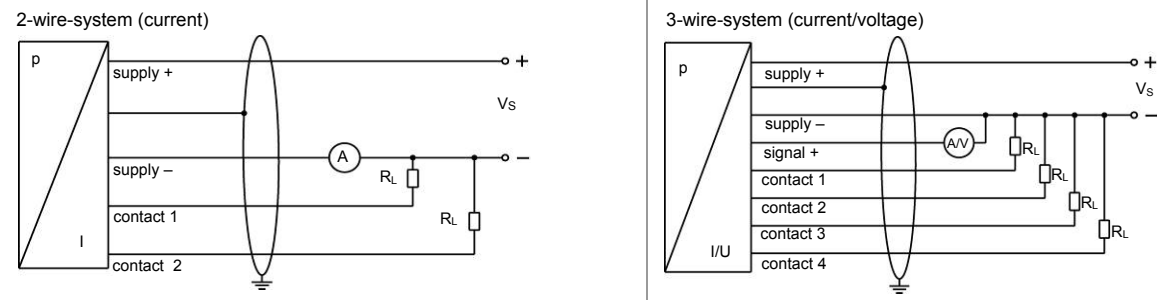 2-wire-system (current)
p
supply +
+
VS
supply –
A
–
RL
contact 1
RL
I
contact 2
3-wire-system (current/voltage)
p
supply +
+
VS
supply –
–
signal +
A/V
RL
contact 1
RL
contact 2
RL
contact 3
RL
I/U
contact 4